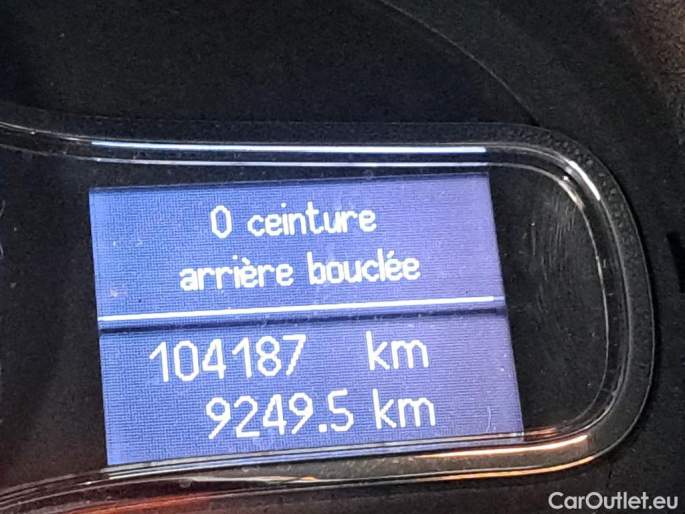 0 ceinture
arrière bouclée
104187 km
9249.5 km
CarOutlet.eu